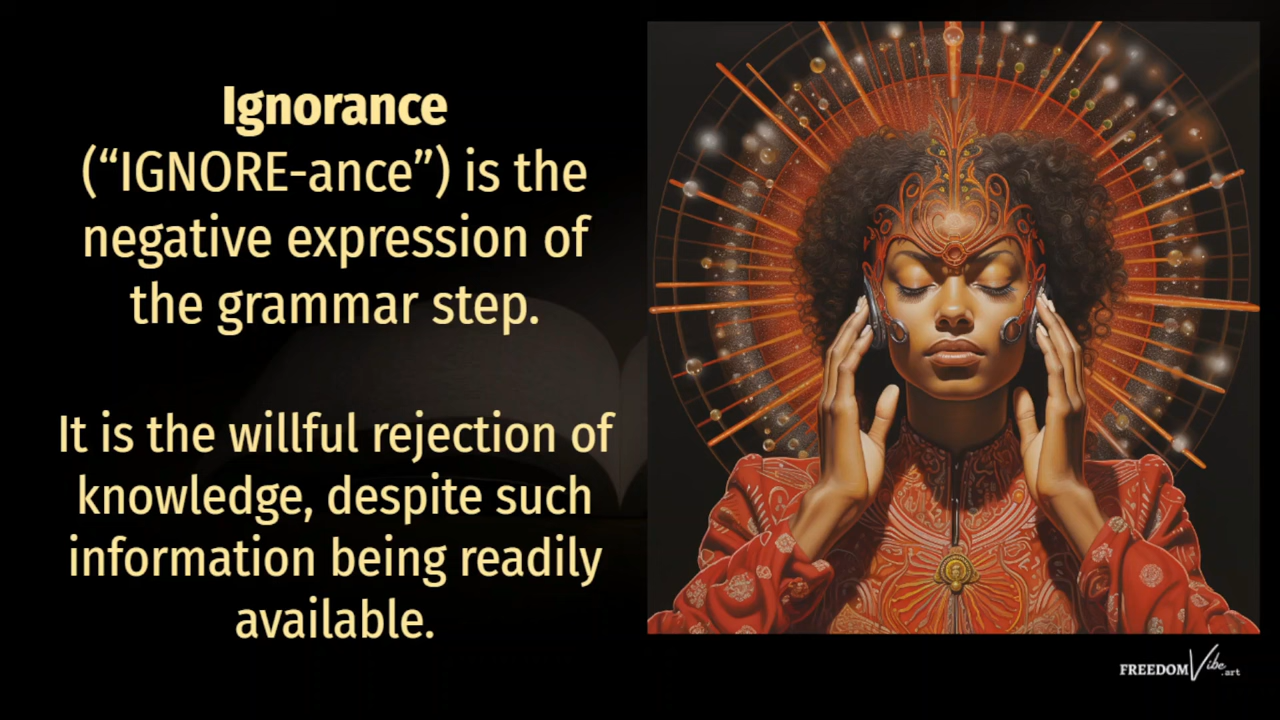 Ignorance
(“IGNORE-ance”) is the
negative expression of
the grammar step.
It is the willful rejection of
knowledge, despite such
information being readily
available.
FREEDOMVibe.art